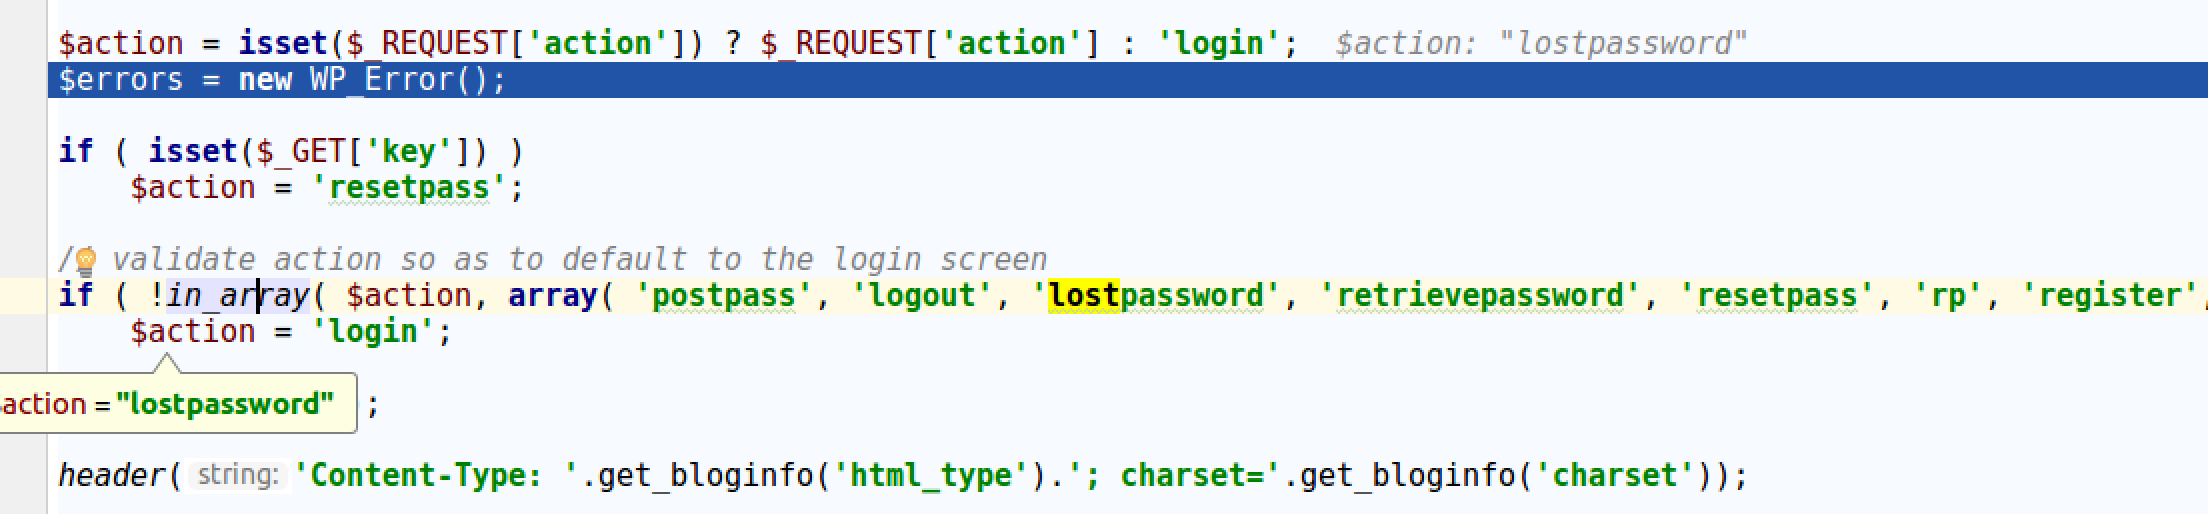 $action = isset($_REQUEST['action']) ? $_REQUEST['action'] : 'login'; $action: "lostpassword"
$errors = new WP_Error();
if ( isset($_GET['key']) )
$action = 'resetpass';
/ validate action so as to default to the login screen
if ( !in_array( $action, array( 'postpass', 'logout', 'lostpassword', 'retrievepassword', 'resetpass', 'rp', 'register',
$action = 'login';
action = "lostpassword" ;
header( string: 'Content-Type: '.get_bloginfo('html_type').'; charset='.get_bloginfo('charset'));